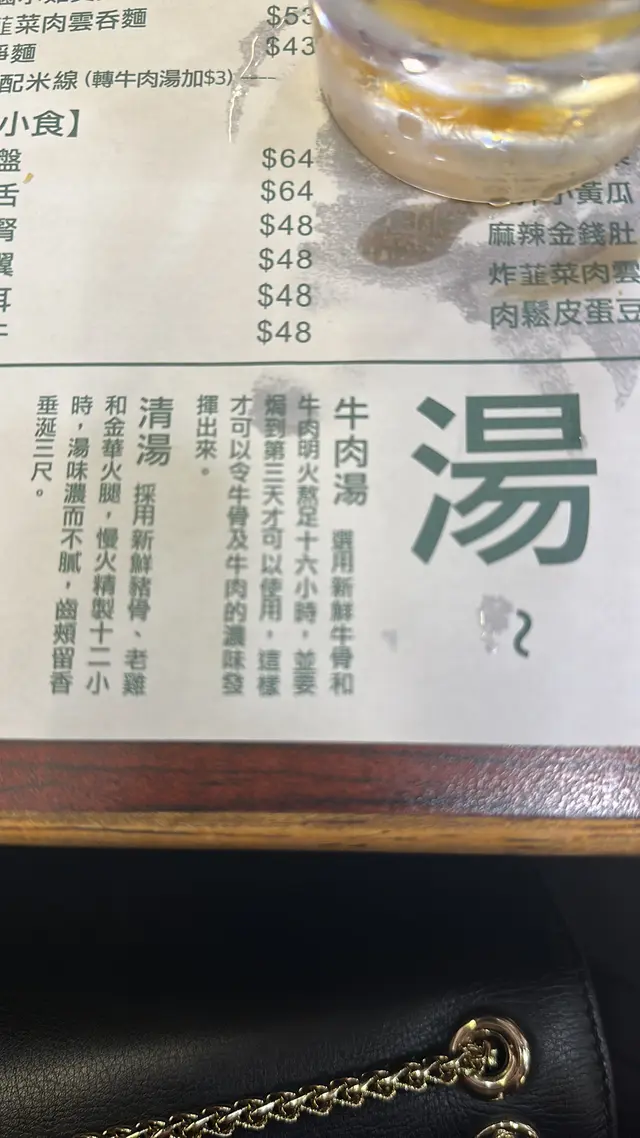 韮菜肉雲吞麵 $53
淨麵 $43
配米線 (轉牛肉湯加$3)
小食】
盤 $64
舌 $64
腎 $48
翼 $48
耳 $48
$48
小黃瓜
麻辣金錢肚
炸韮菜肉雲
肉鬆皮蛋豆
湯
~
牛肉湯 選用新鮮牛骨和
牛肉明火熬足十六小時，並要
焗到第三天才可以使用，這樣
才可以令牛骨及牛肉的濃味發
揮出來。
清湯 採用新鮮豬骨、老雞
和金華火腿，慢火精製十二小
時，湯味濃而不膩，齒頰留香
垂涎三尺。